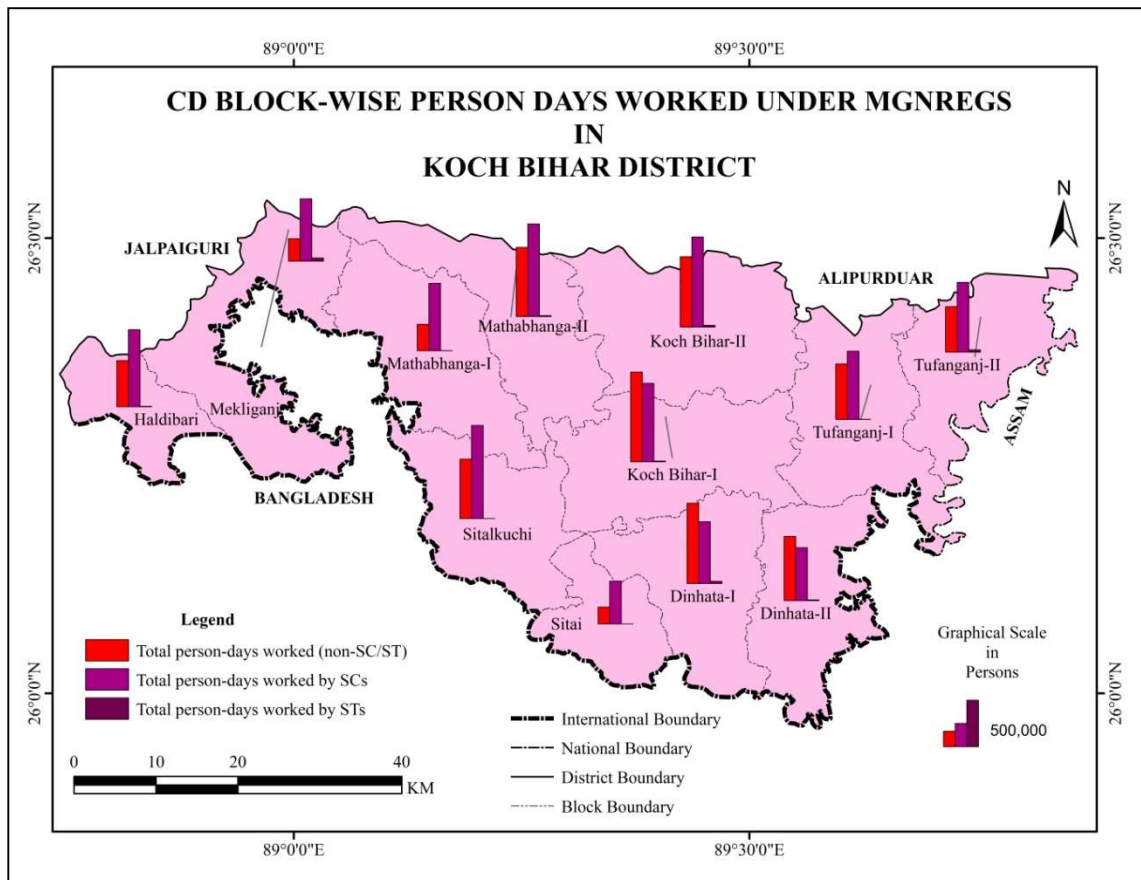 89°0'0"E
89°30'0"E
CD BLOCK-WISE PERSON DAYS WORKED UNDER MGNREGS
IN
KOCH BIHAR DISTRICT
N
26°30'0"N
26°30'0"N
JALPAIGURI
ALIPURDUAR
Mathabhanga-II
Koch Bihar-II
Mathabhanga-I
Tufanganj-II
Mekliganj
Haldibari
ASSAM
Tufanganj-I
BANGLADESH
Koch Bihar-I
Sitalkuchi
Dinhata-I
Dinhata-II
Sitai
Legend
Total person-days worked (non-SC/ST)
Total person-days worked by SCs
Total person-days worked by STs
0 10 20 40
KM
International Boundary
National Boundary
District Boundary
Block Boundary
Graphical Scale
in
Persons
500,000
26°0'0"N
26°0'0"N
89°0'0"E
89°30'0"E